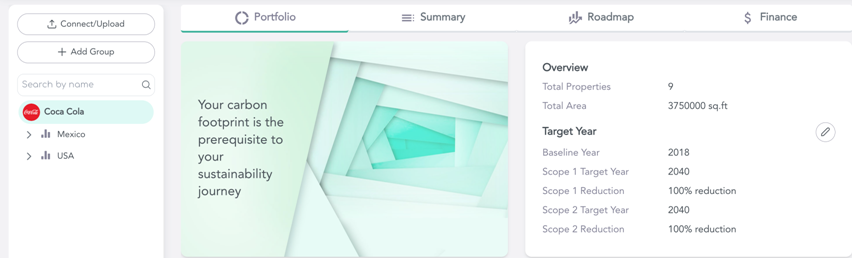 Connect/Upload
Add Group
Search by name
Coca Cola
Mexico
USA
Portfolio
Summary
Roadmap
Finance
Your carbon
footprint is the
prerequisite to
your
sustainability
journey
Overview
Total Properties 9
Total Area 3750000 sq.ft
Target Year
Baseline Year 2018
Scope 1 Target Year 2040
Scope 1 Reduction 100% reduction
Scope 2 Target Year 2040
Scope 2 Reduction 100% reduction